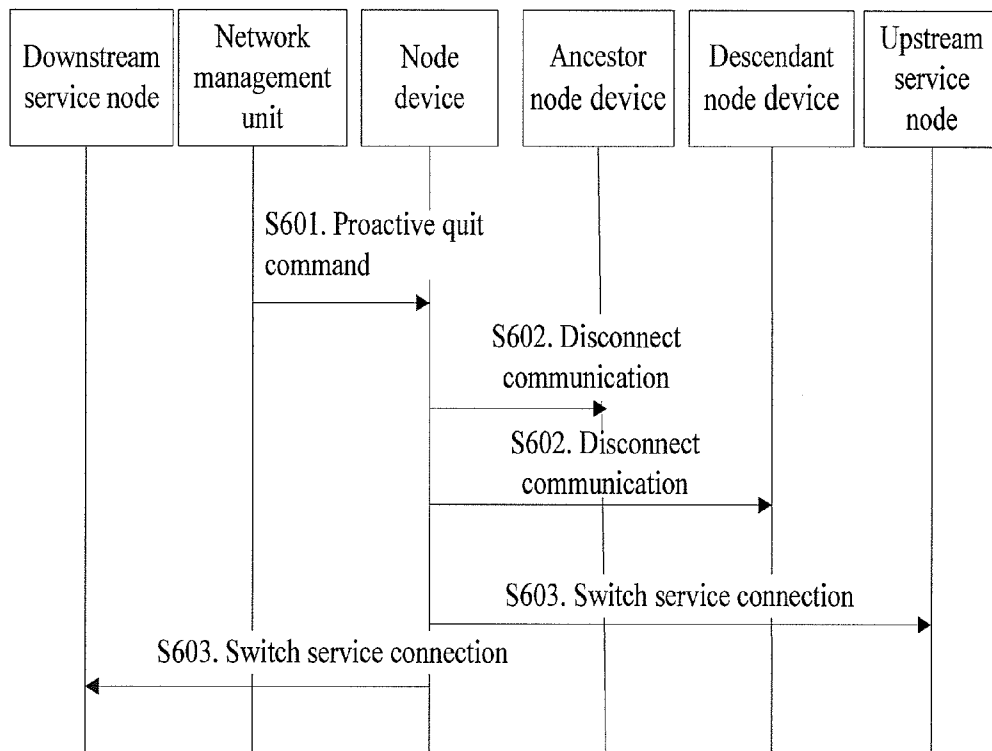 Downstream
service node
Network
management
unit
Node
device
Ancestor
node device
Descendant
node device
Upstream
service
node
S601. Proactive quit
command
S602. Disconnect
communication
S602. Disconnect
communication
S603. Switch service connection
S603. Switch service connection